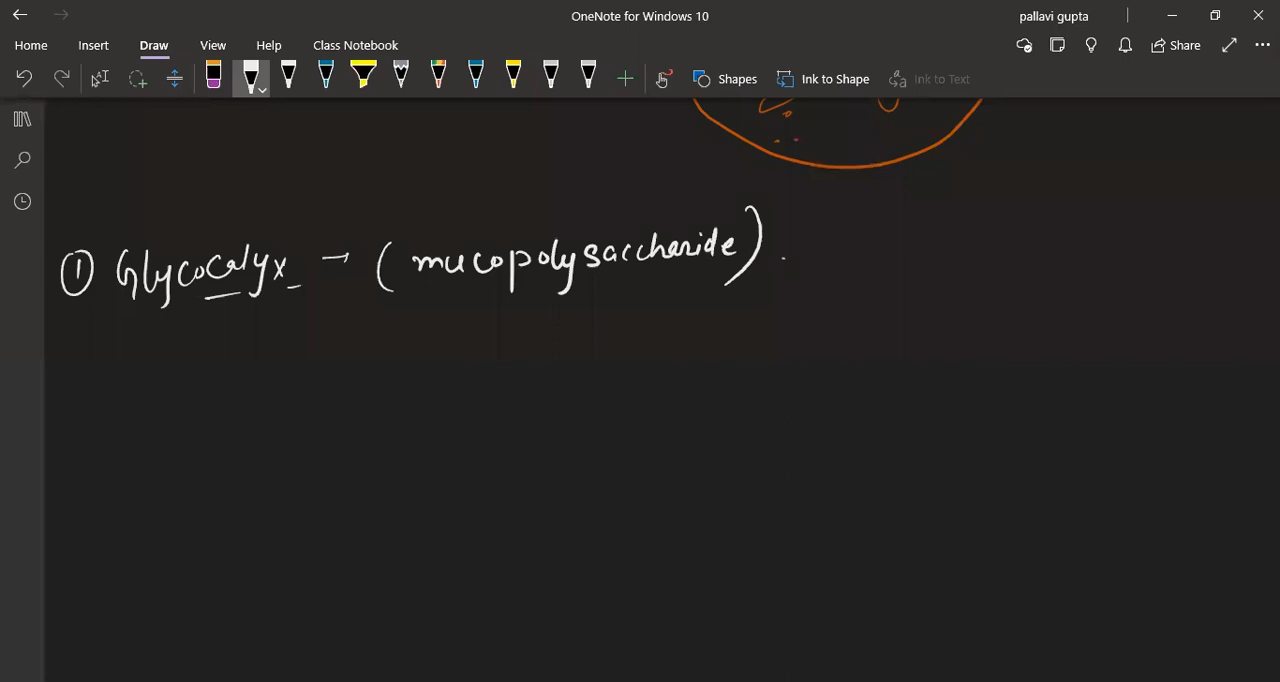 OneNote for Windows 10
pallavi gupta
Home Insert Draw View Help Class Notebook
Share
Shapes Ink to Shape Ink to Text
① Glycocalyx → (mucopolysaccharide).